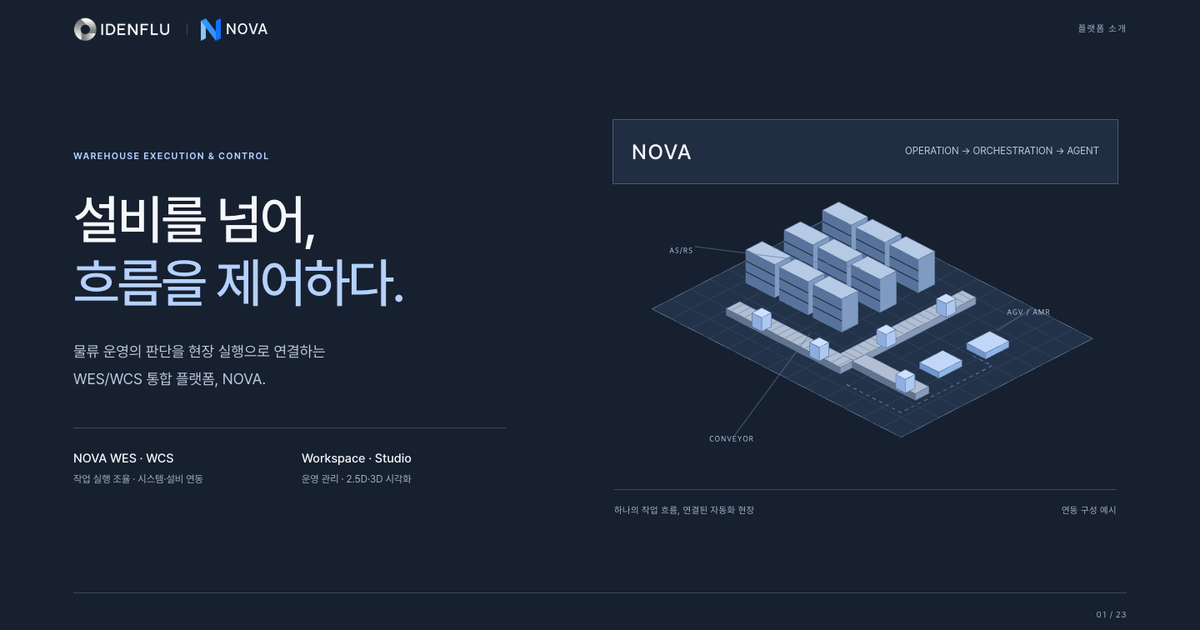 IDENFLU
NOVA
플랫폼 소개
WAREHOUSE EXECUTION & CONTROL
설비를 넘어,
흐름을 제어하다.
물류 운영의 판단을 현장 실행으로 연결하는
WES/WCS 통합 플랫폼, NOVA.
NOVA WES · WCS
작업 실행 조율 · 시스템·설비 연동
Workspace · Studio
운영 관리 · 2.5D·3D 시각화
NOVA
OPERATION → ORCHESTRATION → AGENT
AS/RS
AGV / AMR
CONVEYOR
하나의 작업 흐름, 연결된 자동화 현장
연동 구성 예시
01 / 23